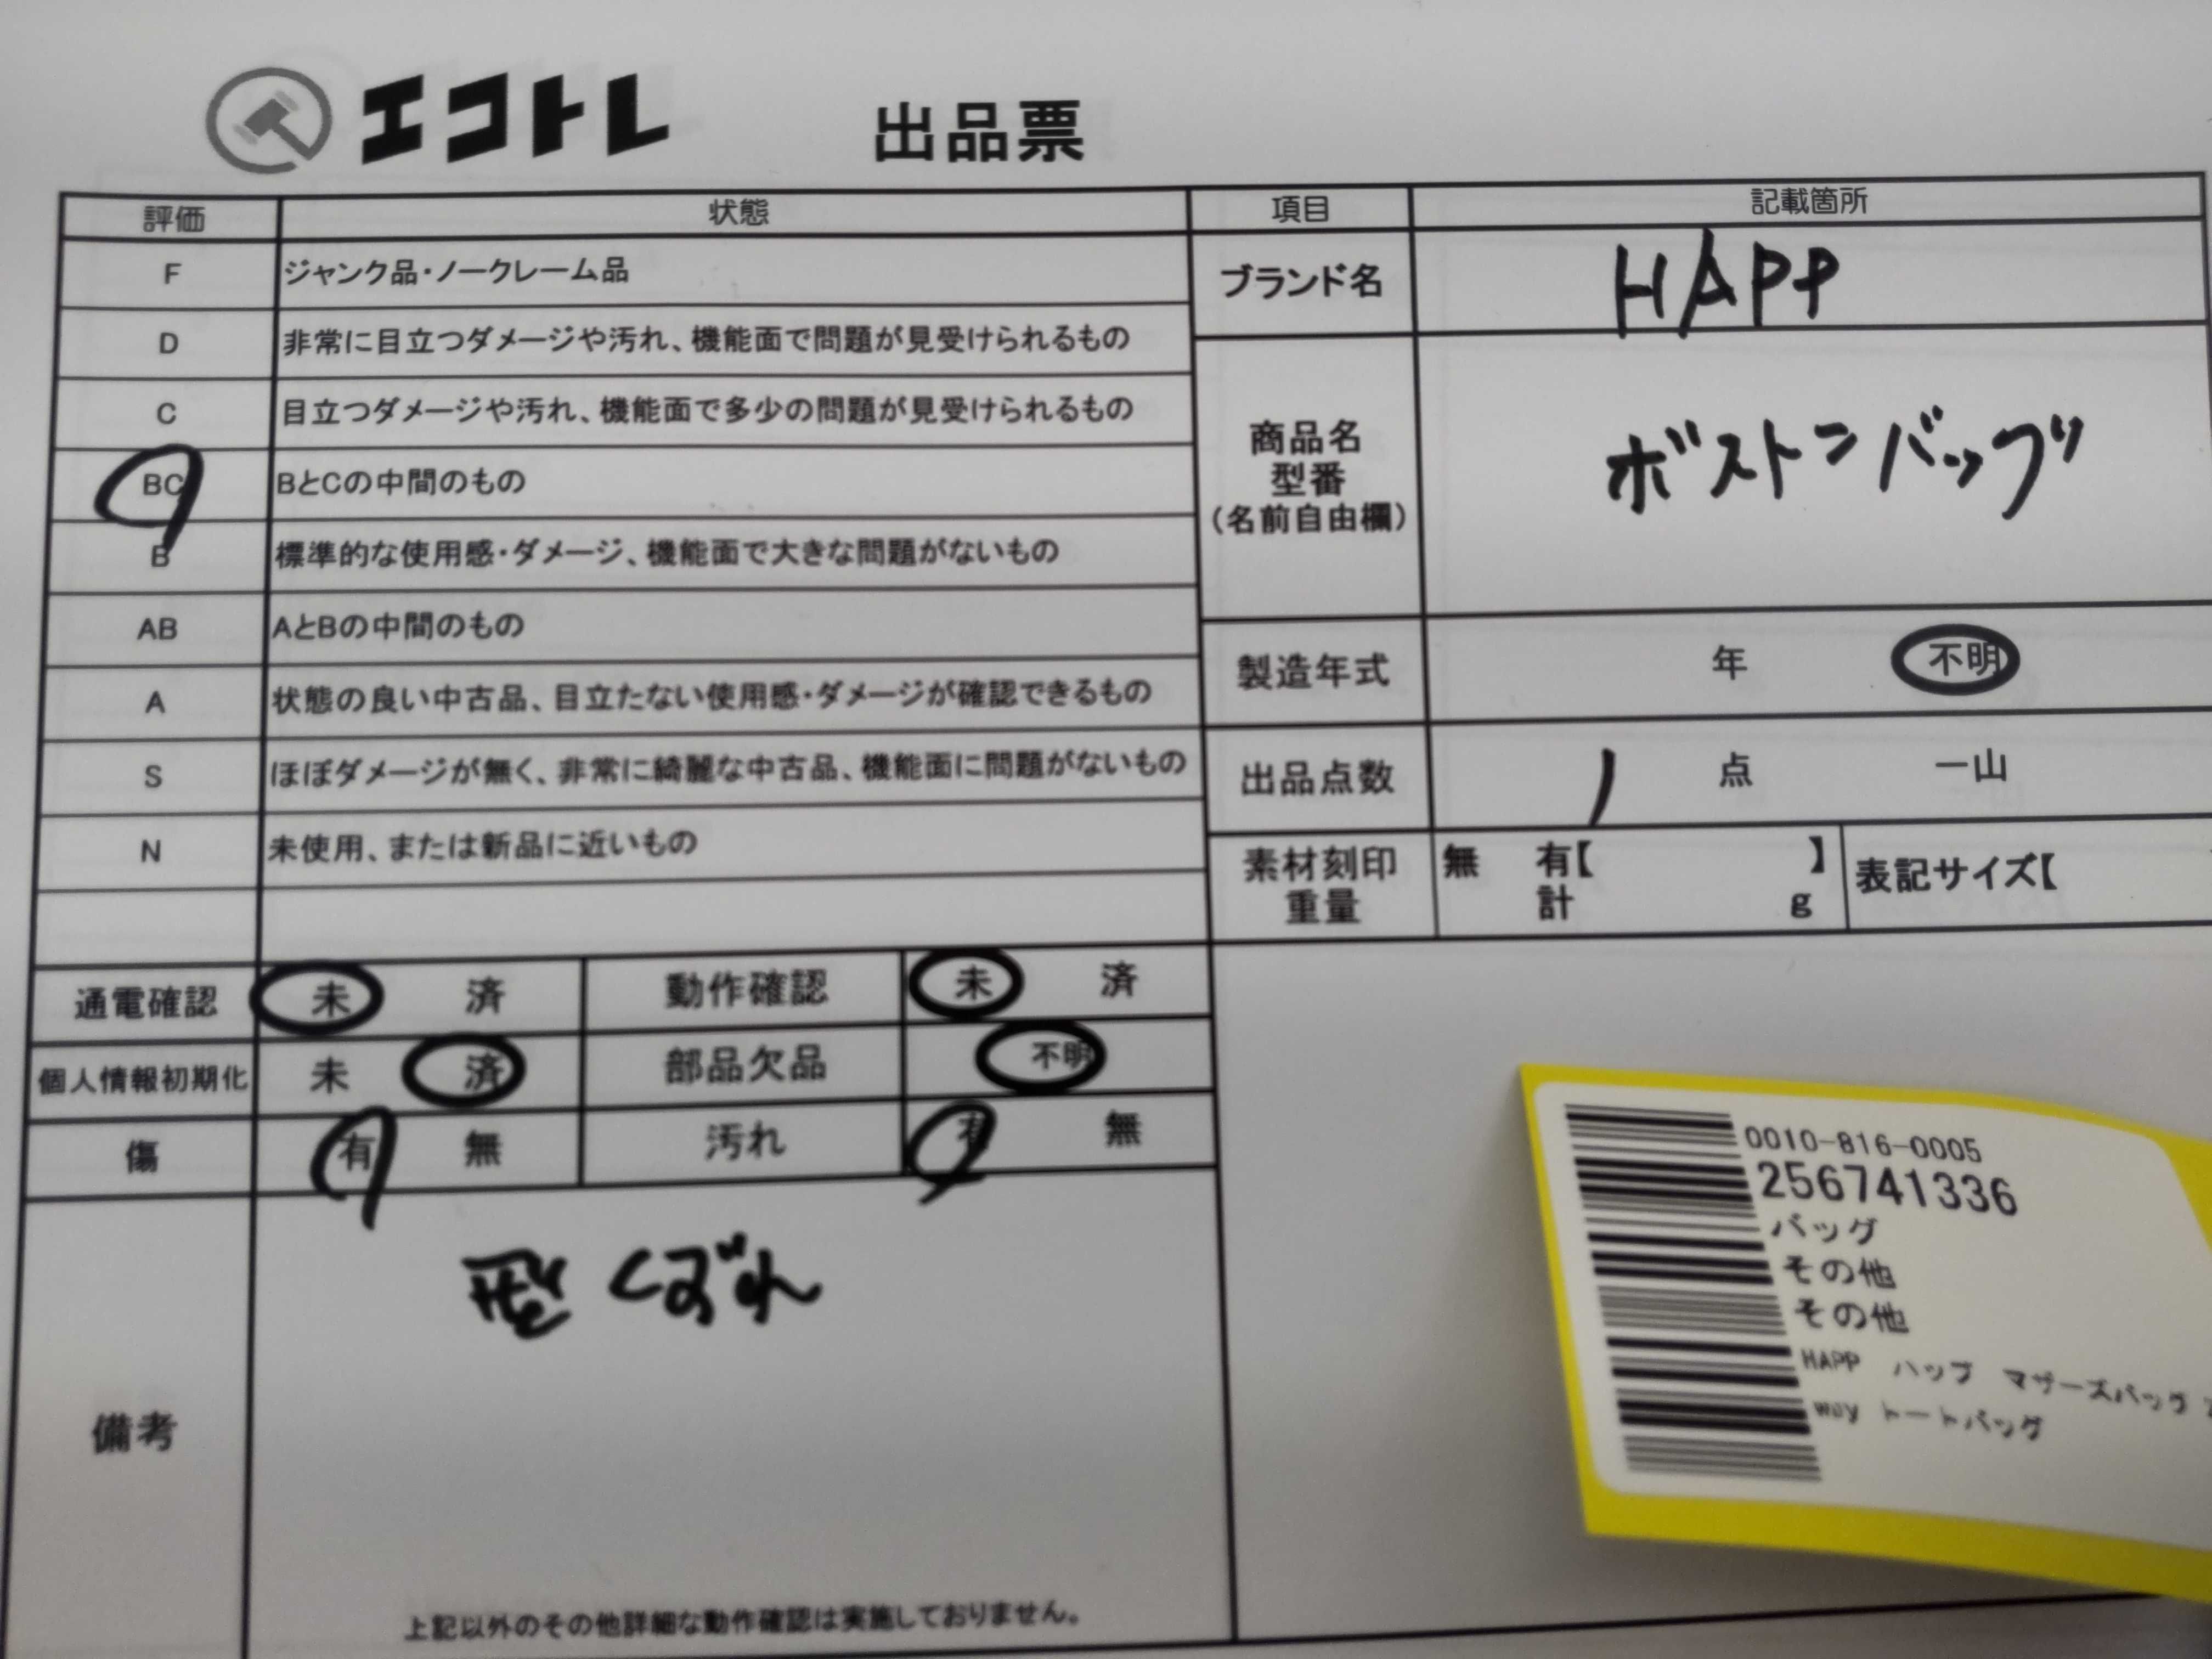 エコトレ 出品票
評価 状態
F ジャンク品・ノークレーム品
D 非常に目立つダメージや汚れ、機能面で問題が見受けられるもの
C 目立つダメージや汚れ、機能面で多少の問題が見受けられるもの
BC BとCの中間のもの
B 標準的な使用感・ダメージ、機能面で大きな問題がないもの
AB AとBの中間のもの
A 状態の良い中古品、目立たない使用感・ダメージが確認できるもの
S ほぼダメージが無く、非常に綺麗な中古品、機能面に問題がないもの
N 未使用、または新品に近いもの
通電確認 未 済 動作確認 未 済
個人情報初期化 未 済 部品欠品 不明
傷 有 無 汚れ 有 無
備考
型くずれ
上記以外のその他詳細な動作確認は実施しておりません。
項目 記載箇所
ブランド名 HAPP
商品名
型番
(名前自由欄)
ボストンバッグ
製造年式 年 不明
出品点数 1 点 一山
素材刻印 無 有【 】
重量 計 g
表記サイズ【
0010-816-0005
256741336
バッグ
その他
その他
HAPP ハップ マザーズバッグ 2
way トートバッグ